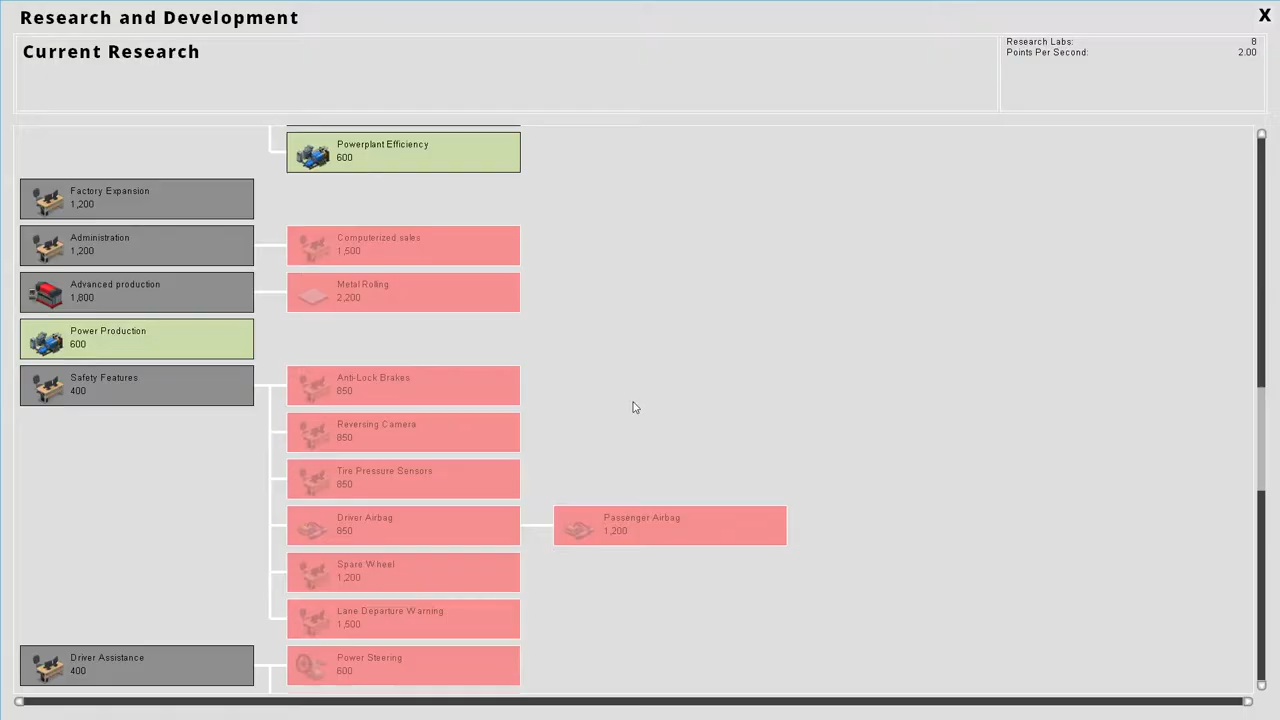 Research and Development
X
Current Research
Research Labs: 8
Points Per Second: 2.00
Powerplant Efficiency
600
Factory Expansion
1,200
Administration
1,200
Computerized sales
1,500
Advanced production
1,800
Metal Rolling
2,200
Power Production
600
Safety Features
400
Anti-Lock Brakes
850
Reversing Camera
850
Tire Pressure Sensors
850
Driver Airbag
850
Passenger Airbag
1,200
Spare Wheel
1,200
Lane Departure Warning
1,500
Driver Assistance
400
Power Steering
600